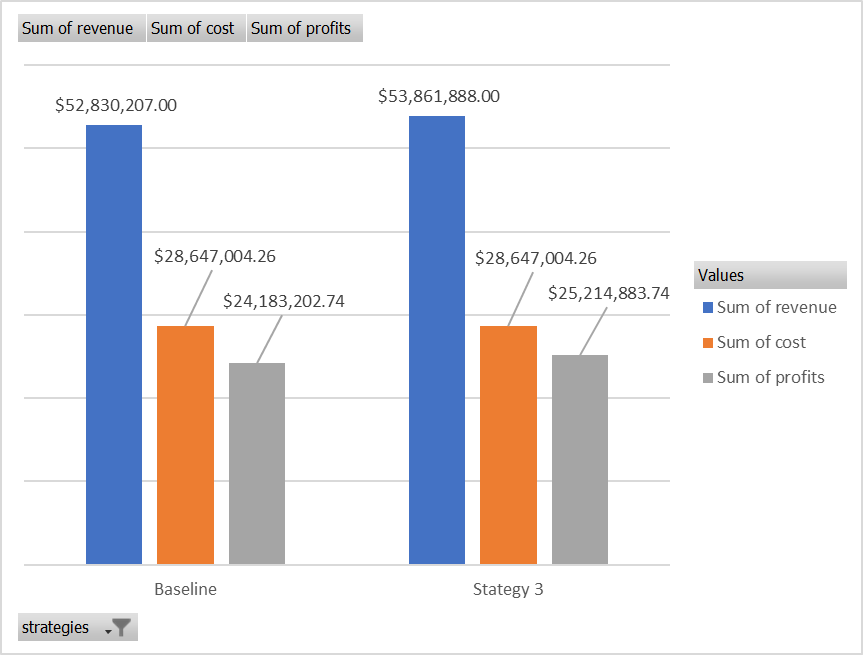 Sum of revenue Sum of cost Sum of profits
$53,861,888.00
$52,830,207.00
$28,647,004.26
$28,647,004.26
$25,214,883.74
$24,183,202.74
Values
Sum of revenue
Sum of cost
Sum of profits
Baseline
Stategy 3
strategies